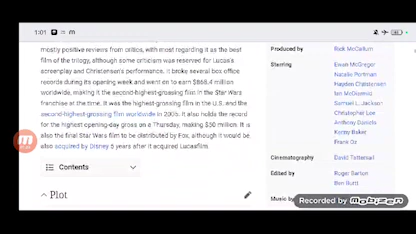 1:01
mostly positive reviews from critics, with most regarding it as the best
film of the trilogy, although some criticism was reserved for Lucas's
screenplay and Christensen's performance. It broke several box office
records during its opening week and went on to earn $868.4 million
worldwide, making it the second-highest-grossing film in the Star Wars
franchise at the time. It was the highest-grossing film in the U.S. and the
second-highest-grossing film worldwide in 2005. It also holds the record
for the highest opening-day gross on a Thursday, making $50 million. It is
also the final Star Wars film to be distributed by Fox, although it would be
also acquired by Disney 6 years after it acquired Lucasfilm.
Contents
Plot
Produced by Rick McCallum
Starring Ewan McGregor
Natalie Portman
Hayden Christensen
Ian McDiarmid
Samuel L. Jackson
Christopher Lee
Anthony Daniels
Kenny Baker
Frank Oz
Cinematography David Tattersall
Edited by Roger Barton
Ben Burtt
Music by
Recorded by mobizen